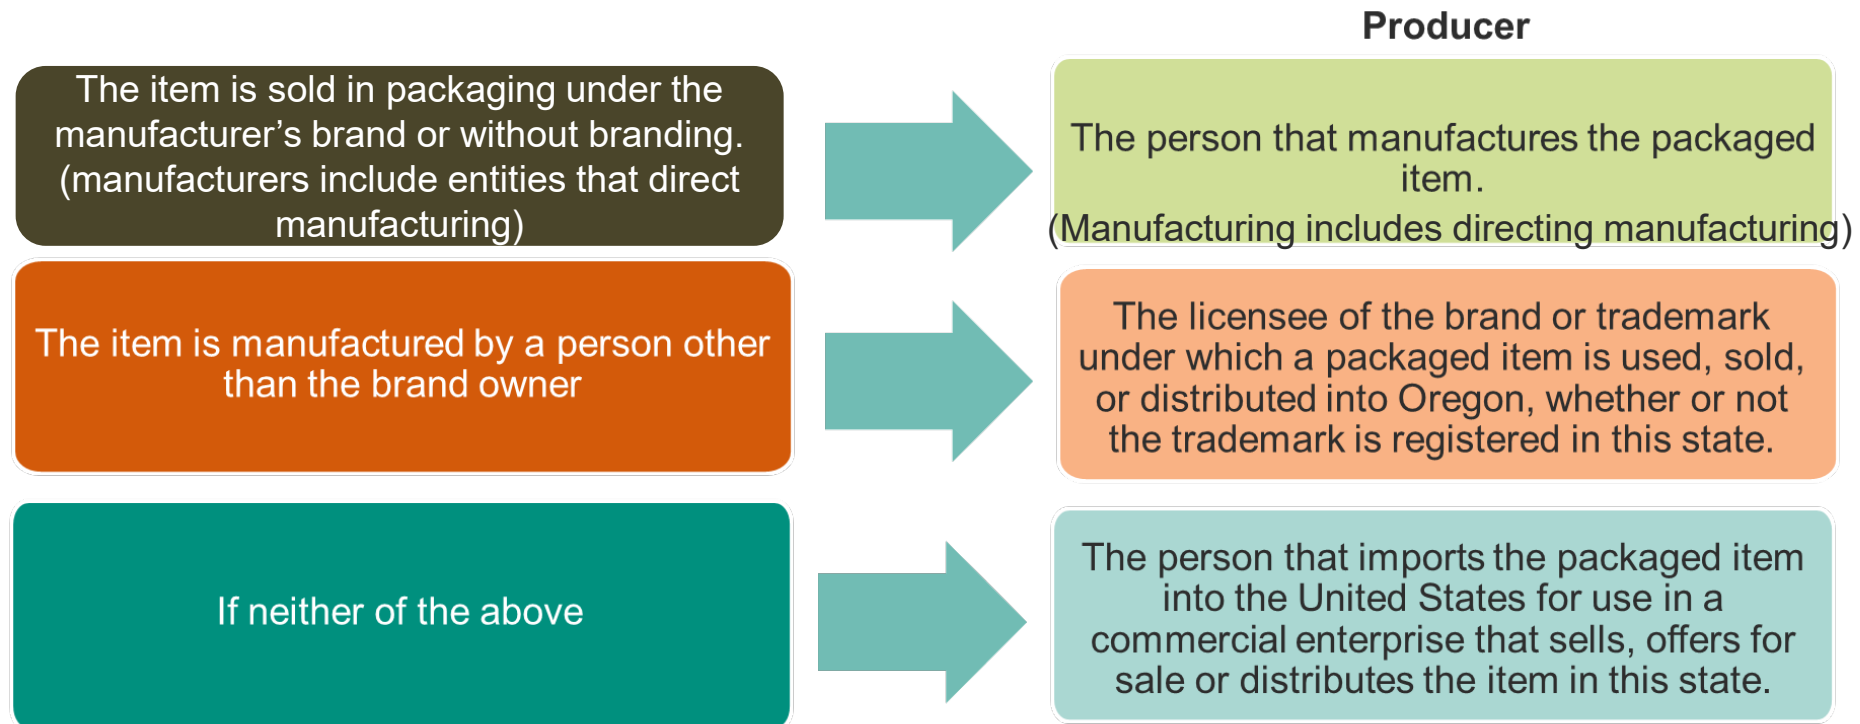 Producer
The item is sold in packaging under the
manufacturer’s brand or without branding.
(manufacturers include entities that direct
manufacturing)
The person that manufactures the packaged
item.
(Manufacturing includes directing manufacturing)
The item is manufactured by a person other
than the brand owner
The licensee of the brand or trademark
under which a packaged item is used, sold,
or distributed into Oregon, whether or not
the trademark is registered in this state.
If neither of the above
The person that imports the packaged item
into the United States for use in a
commercial enterprise that sells, offers for
sale or distributes the item in this state.